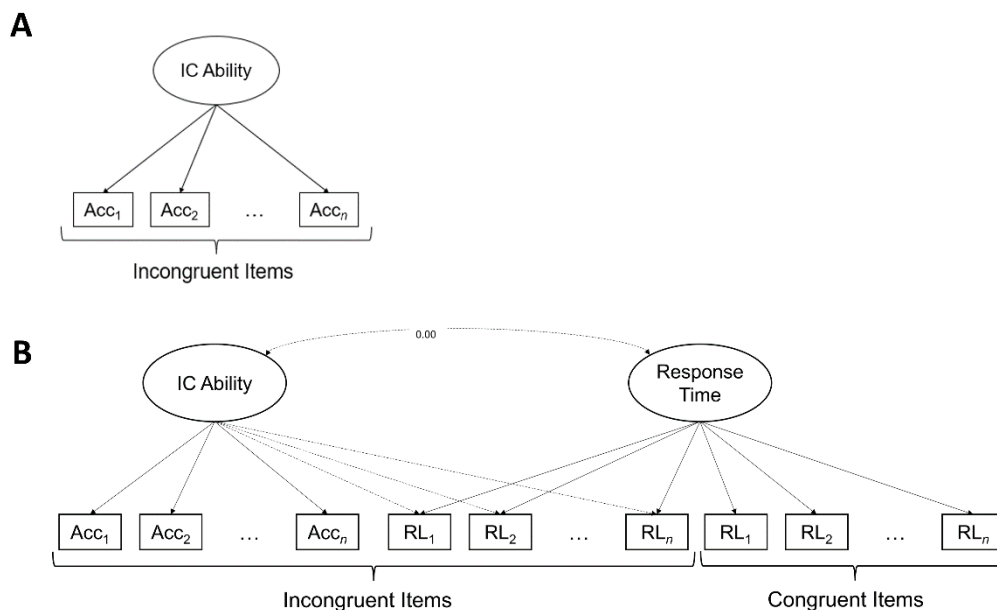 A
IC Ability
Acc1 Acc2 … Accn
Incongruent Items
0.00
B
IC Ability
Response
Time
Acc1 Acc2 … Accn RL1 RL2 … RLn RL1 RL2 … RLn
Incongruent Items Congruent Items